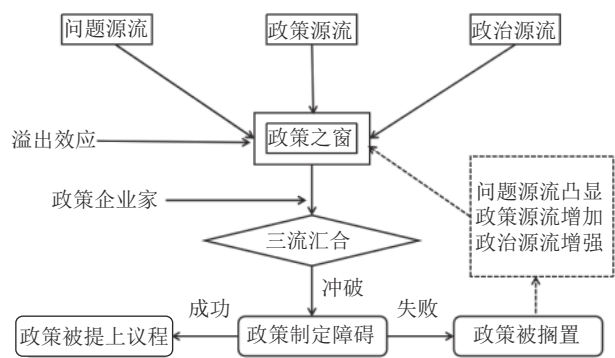 问题源流
政策源流
政治源流
溢出效应
政策之窗
政策企业家
问题源流凸显
政策源流增加
政治源流增强
三流汇合
冲破
成功
失败
政策被提上议程
政策制定障碍
政策被搁置